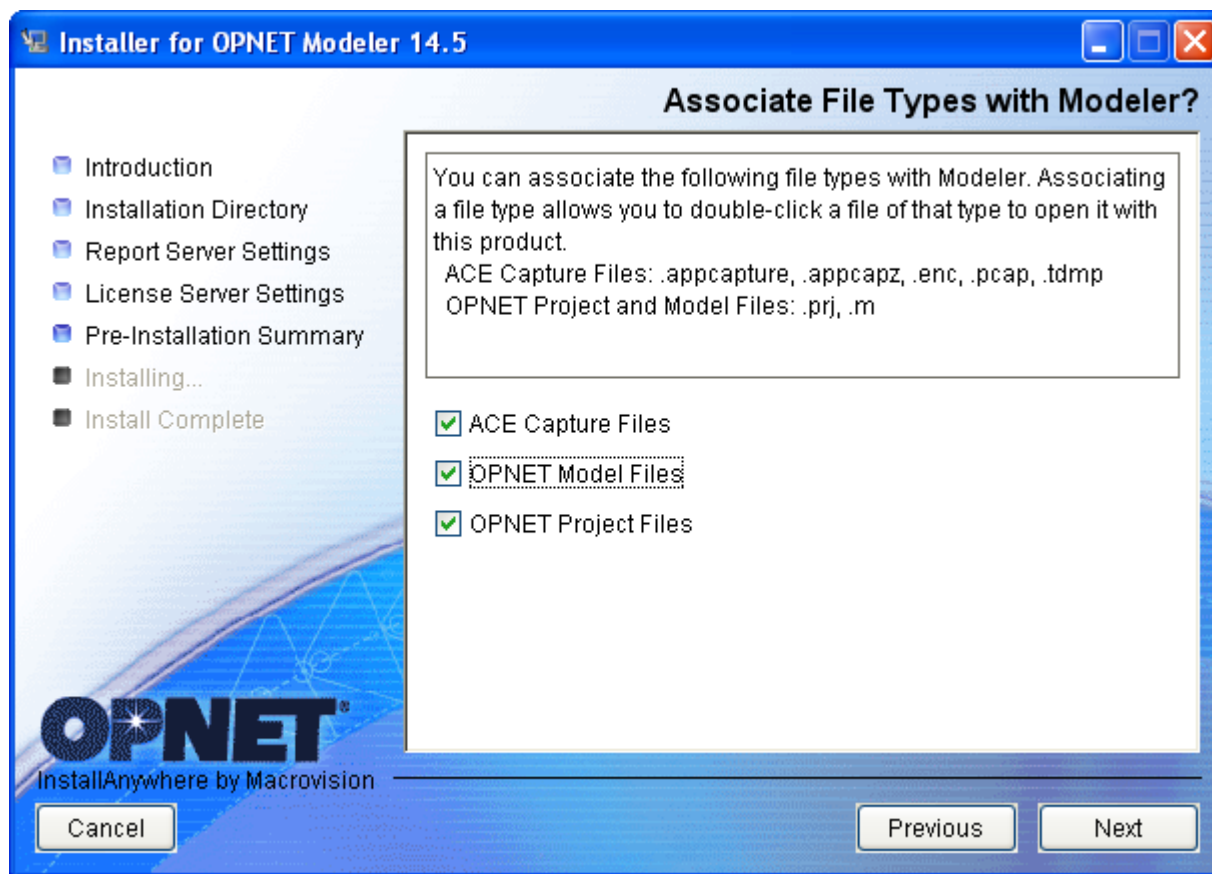 Installer for OPNET Modeler 14.5
Associate File Types with Modeler?
Introduction
Installation Directory
Report Server Settings
License Server Settings
Pre-Installation Summary
Installing...
Install Complete
You can associate the following file types with Modeler. Associating
a file type allows you to double-click a file of that type to open it with
this product.
ACE Capture Files: .appcapture, .appcapz, .enc, .pcap, .tdmp
OPNET Project and Model Files: .prj, .m
ACE Capture Files
OPNET Model Files
OPNET Project Files
OPNET®
InstallAnywhere by Macrovision
Cancel
Previous
Next